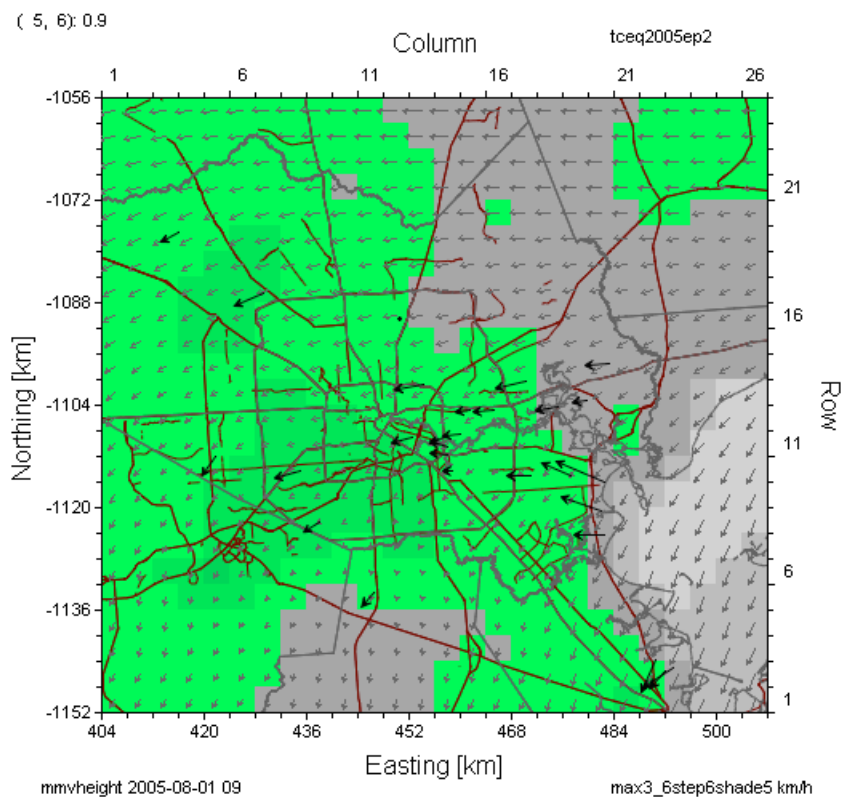 ( 5, 6): 0.9
tceq2005ep2
Column
1 6 11 16 21 26
-1056
-1072 21
-1088 16
-1104
Northing [km] Row
11
-1120
6
-1136
1
-1152
404 420 436 452 468 484 500
Easting [km]
mmvheight 2005-08-01 09 max3_6step6shade5 km/h